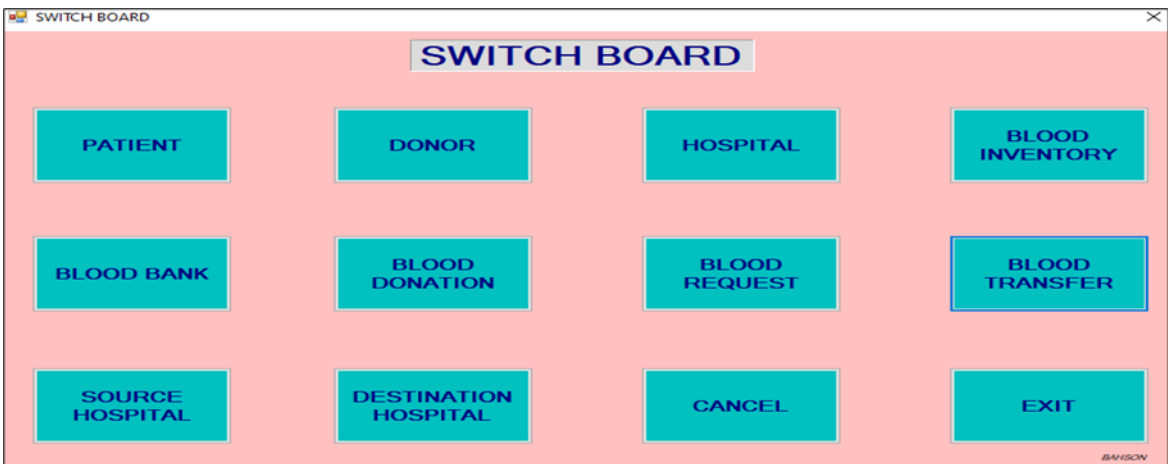 SWITCH BOARD
SWITCH BOARD
PATIENT
DONOR
HOSPITAL
BLOOD
INVENTORY
BLOOD BANK
BLOOD
DONATION
BLOOD
REQUEST
BLOOD
TRANSFER
SOURCE
HOSPITAL
DESTINATION
HOSPITAL
CANCEL
EXIT
BAHSON